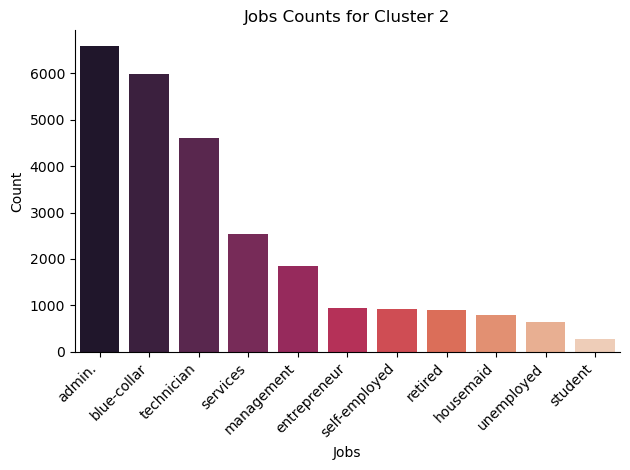 Jobs Counts for Cluster 2
Count
6000
5000
4000
3000
2000
1000
0
admin.
blue-collar
technician
services
management
entrepreneur
self-employed
retired
housemaid
unemployed
student
Jobs